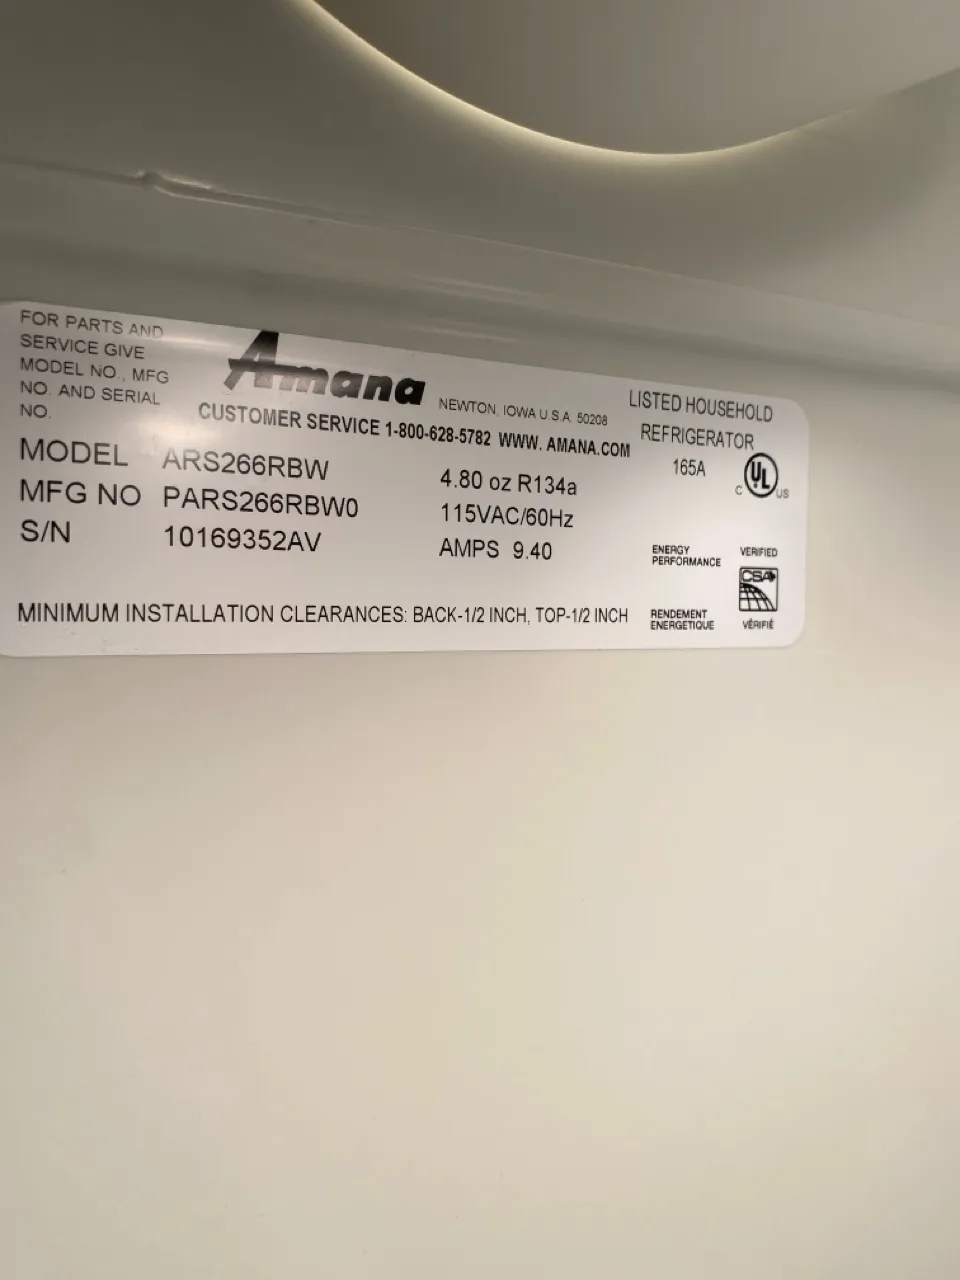 FOR PARTS AND
SERVICE GIVE
MODEL NO., MFG
NO. AND SERIAL
NO.
Amana
NEWTON, IOWA U.S.A. 50208
CUSTOMER SERVICE 1-800-628-5782 WWW. AMANA.COM
MODEL ARS266RBW
MFG NO PARS266RBW0
S/N 10169352AV
4.80 oz R134a
115VAC/60Hz
AMPS 9.40
LISTED HOUSEHOLD
REFRIGERATOR
165A
C UL US
ENERGY
PERFORMANCE
VERIFIED
CSA
RENDEMENT
ENERGETIQUE
VÉRIFIÉ
MINIMUM INSTALLATION CLEARANCES: BACK-1/2 INCH, TOP-1/2 INCH